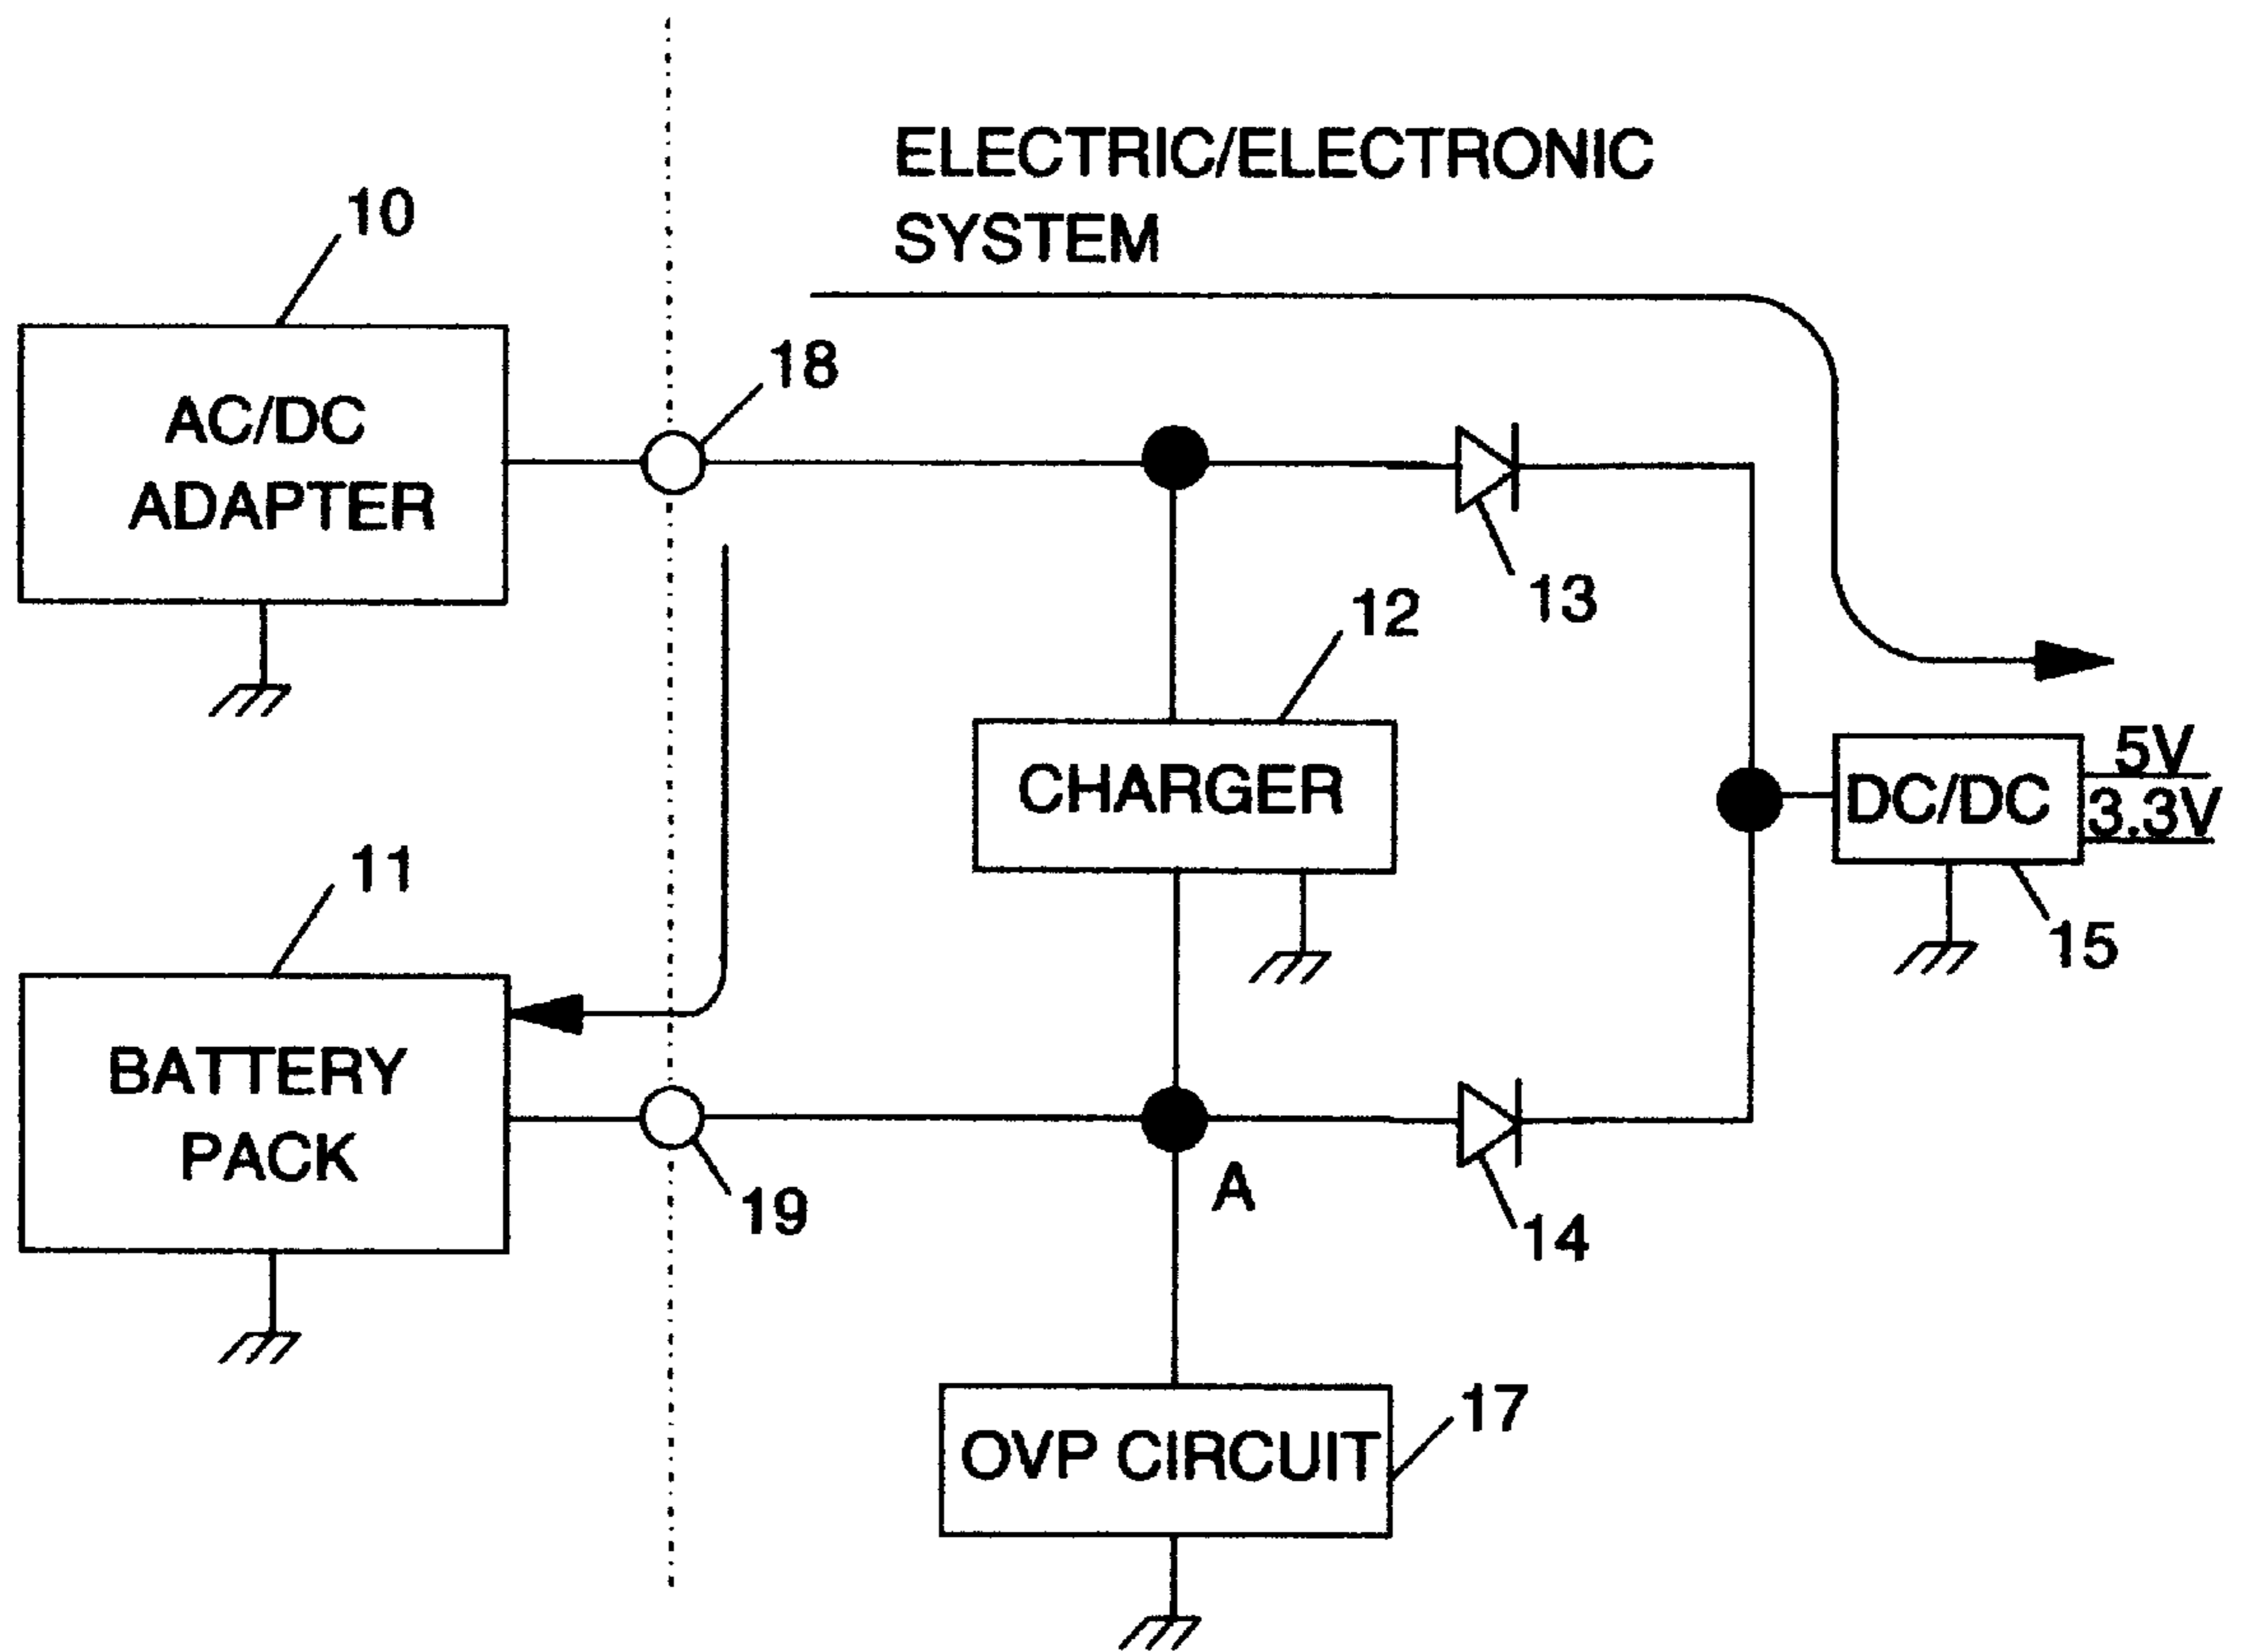 ELECTRIC/ELECTRONIC
SYSTEM
10
AC/DC
ADAPTER
18
13
12
CHARGER
5V
DC/DC
3.3V
15
11
BATTERY
PACK
19
A
14
OVP CIRCUIT
17